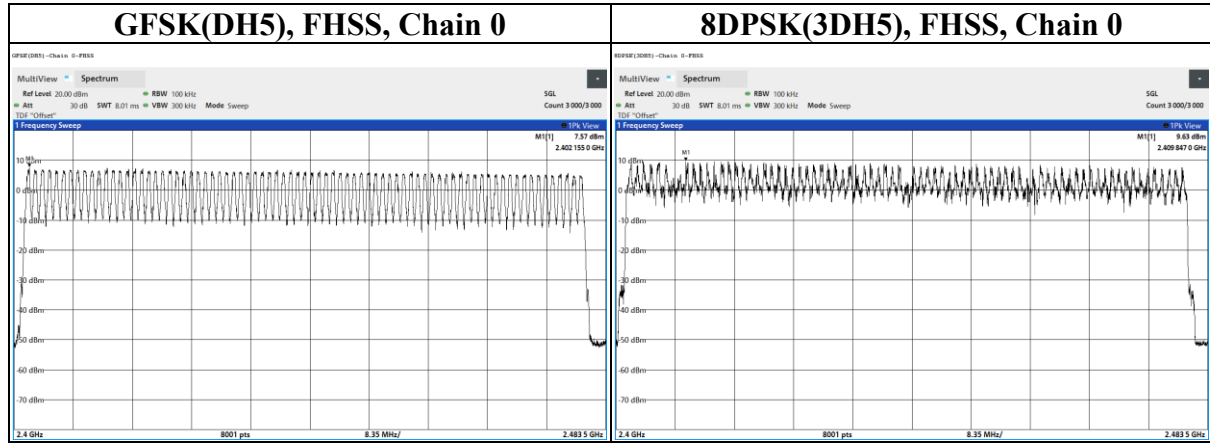 GFSK(DH5), FHSS, Chain 0
GFSK(DH5)-Chain 0-FHSS
MultiView Spectrum
Ref Level 20.00 dBm RBW 100 kHz SGL
Att 30 dB SWT 8.01 ms VBW 300 kHz Mode Sweep Count 3 000/3 000
TDF "Offset"
1 Frequency Sweep 1Pk View
M1[1] 7.57 dBm
2.402 155 0 GHz
M1
10 dBm
0 dBm
-10 dBm
-20 dBm
-30 dBm
-40 dBm
-50 dBm
-60 dBm
-70 dBm
2.4 GHz 8001 pts 8.35 MHz/ 2.483 5 GHz
8DPSK(3DH5), FHSS, Chain 0
8DPSK(3DH5)-Chain 0-FHSS
MultiView Spectrum
Ref Level 20.00 dBm RBW 100 kHz SGL
Att 30 dB SWT 8.01 ms VBW 300 kHz Mode Sweep Count 3 000/3 000
TDF "Offset"
1 Frequency Sweep 1Pk View
M1[1] 9.63 dBm
2.409 847 0 GHz
M1
10 dBm
0 dBm
-10 dBm
-20 dBm
-30 dBm
-40 dBm
-50 dBm
-60 dBm
-70 dBm
2.4 GHz 8001 pts 8.35 MHz/ 2.483 5 GHz